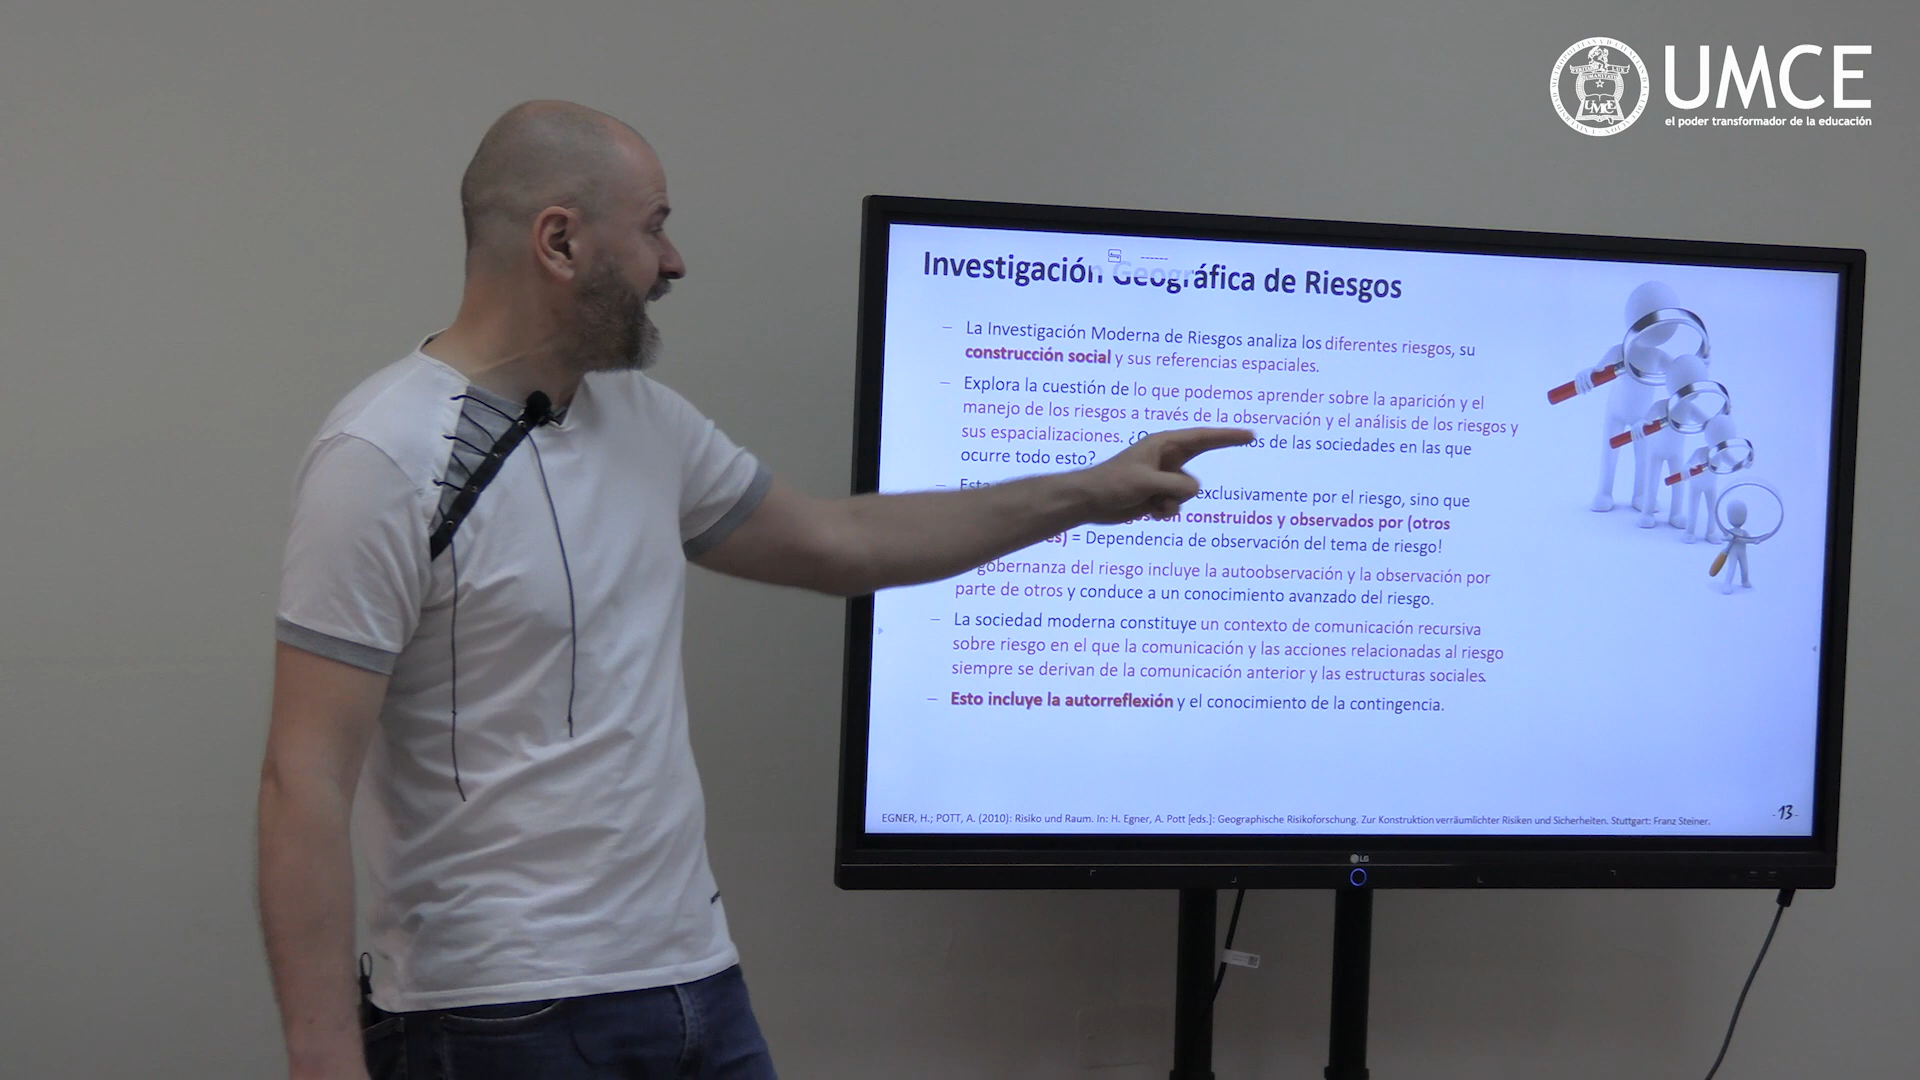 UMCE
el poder transformador de la educación
Investigación Geográfica de Riesgos
– La Investigación Moderna de Riesgos analiza los diferentes riesgos, su
construcción social y sus referencias espaciales.
– Explora la cuestión de lo que podemos aprender sobre la aparición y el
manejo de los riesgos a través de la observación y el análisis de los riesgos y
sus espacializaciones. de las sociedades en las que
ocurre todo esto?
– exclusivamente por el riesgo, sino que
construidos y observados por (otros
= Dependencia de observación del tema de riesgo!
gobernanza del riesgo incluye la autoobservación y la observación por
parte de otros y conduce a un conocimiento avanzado del riesgo.
– La sociedad moderna constituye un contexto de comunicación recursiva
sobre riesgo en el que la comunicación y las acciones relacionadas al riesgo
siempre se derivan de la comunicación anterior y las estructuras sociales.
– Esto incluye la autorreflexión y el conocimiento de la contingencia.
EGNER, H.; POTT, A. (2010): Risiko und Raum. In: H. Egner, A. Pott [eds.]: Geographische Risikoforschung. Zur Konstruktion verräumlichter Risiken und Sicherheiten. Stuttgart: Franz Steiner.
-13-
LG